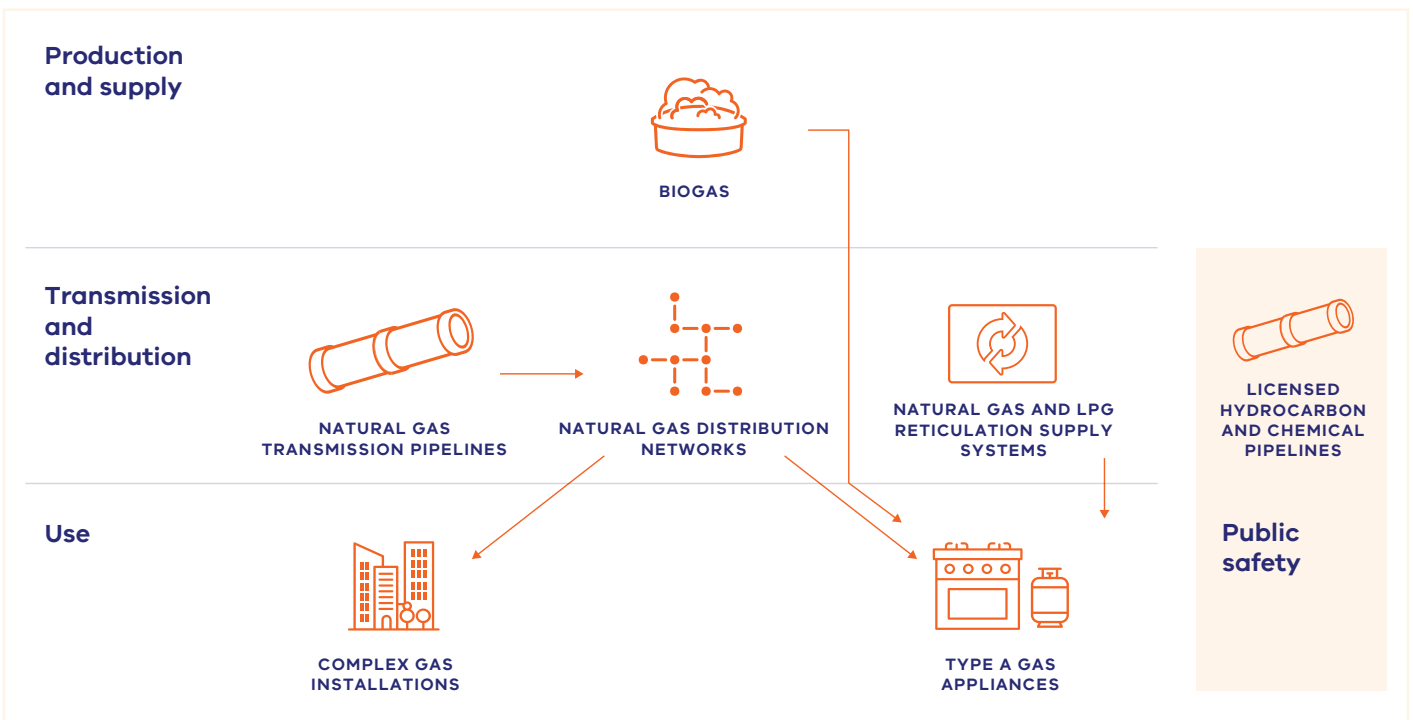 Production
and supply
BIOGAS
Transmission
and
distribution
NATURAL GAS
TRANSMISSION PIPELINES
NATURAL GAS DISTRIBUTION
NETWORKS
NATURAL GAS AND LPG
RETICULATION SUPPLY
SYSTEMS
LICENSED
HYDROCARBON
AND CHEMICAL
PIPELINES
Use
COMPLEX GAS
INSTALLATIONS
TYPE A GAS
APPLIANCES
Public
safety